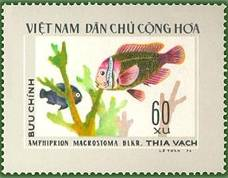 VIỆT NAM DÂN CHỦ CỘNG HÒA
BƯU CHÍNH
60
XU
AMPHIPRION MACROSTOMA BLKR. THIA VẠCH